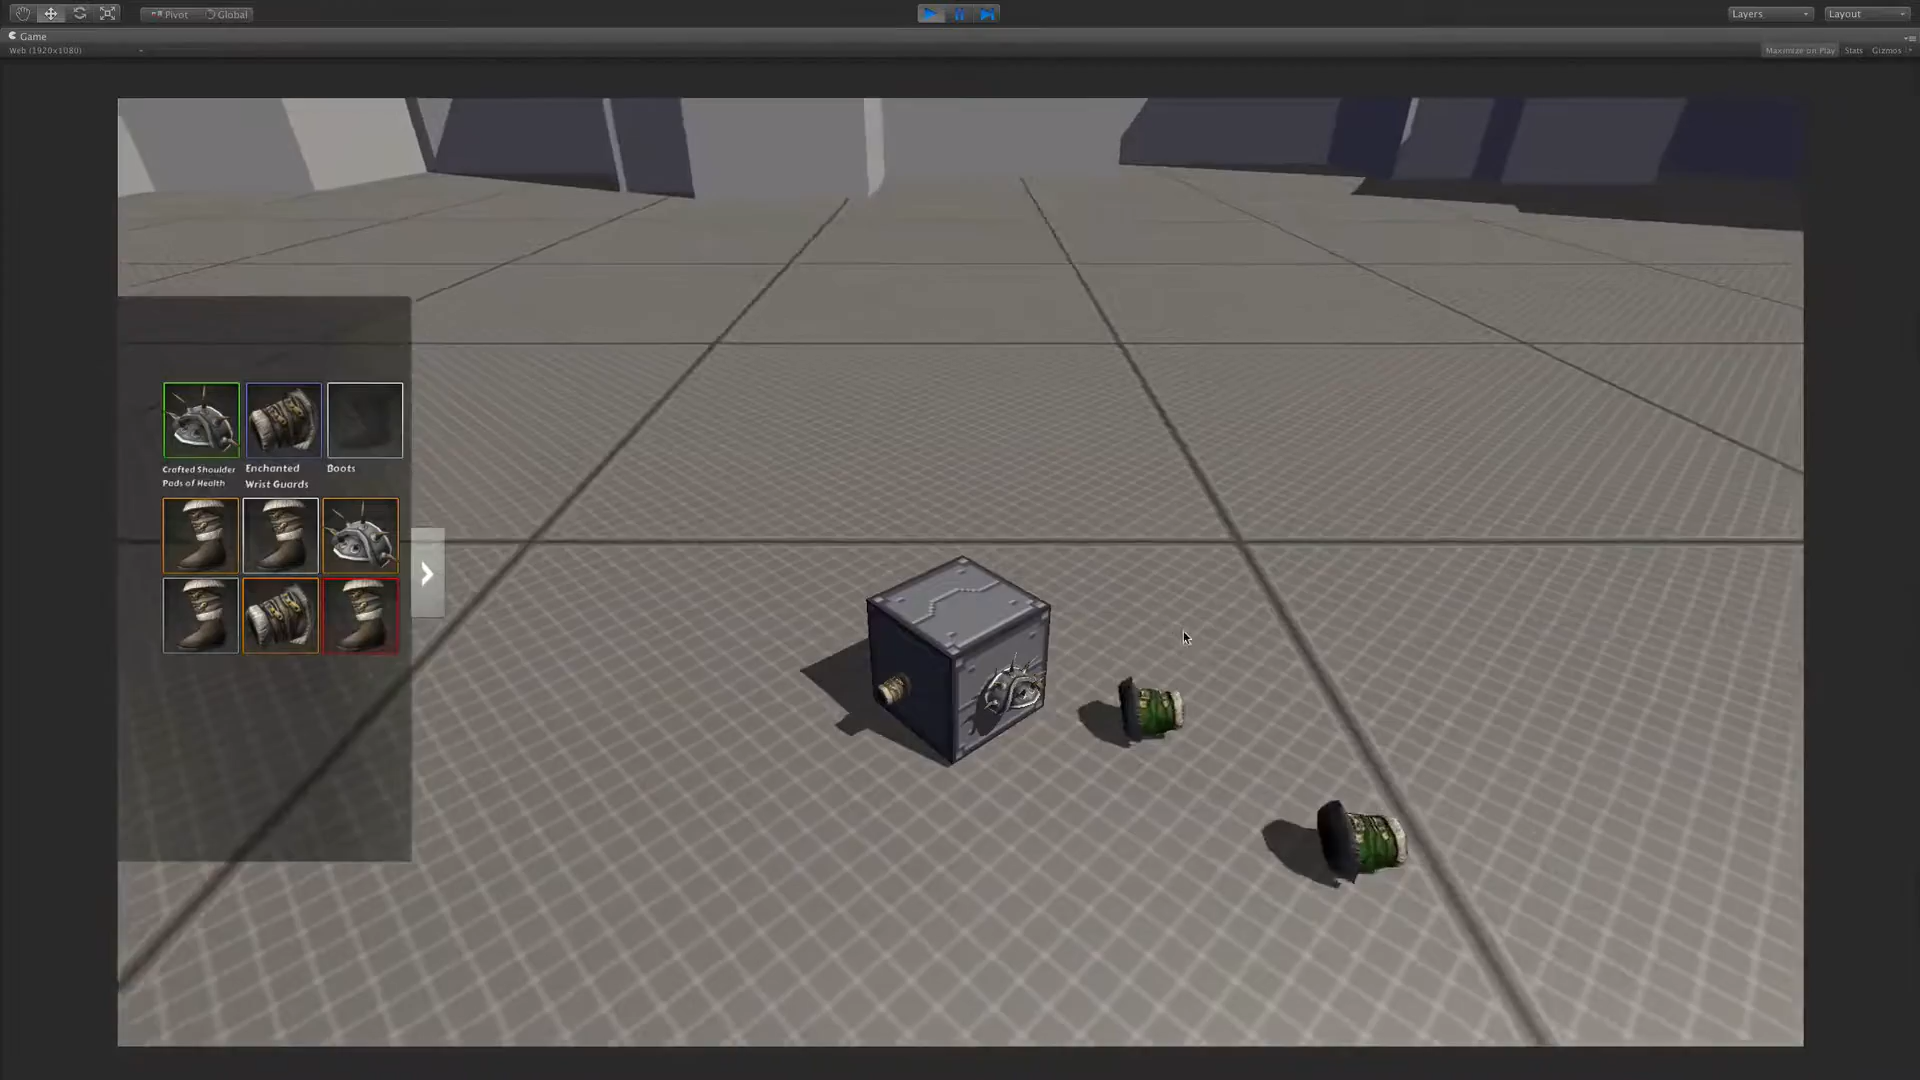 Pivot Global Layers Layout
Game
Web (1920x1080) Maximize on Play Stats Gizmos
Crafted Shoulder
Pads of Health
Enchanted
Wrist Guards
Boots